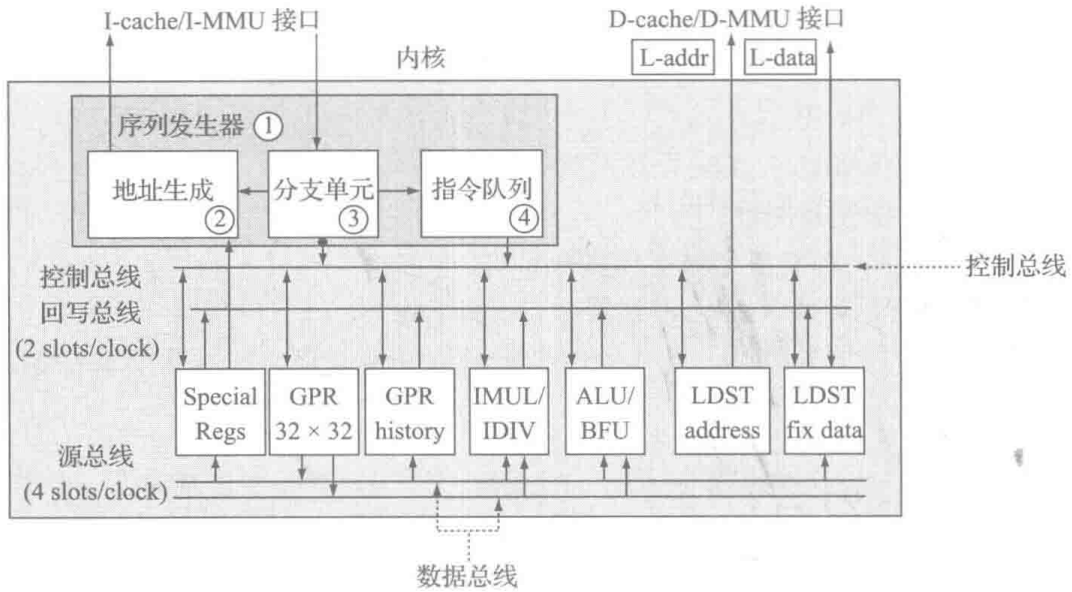 I-cache/I-MMU 接口
D-cache/D-MMU 接口
内核
L-addr
L-data
序列发生器 ①
地址生成
②
分支单元
③
指令队列
④
控制总线
控制总线
回写总线
(2 slots/clock)
Special
Regs
GPR
32 × 32
GPR
history
IMUL/
IDIV
ALU/
BFU
LDST
address
LDST
fix data
源总线
(4 slots/clock)
数据总线